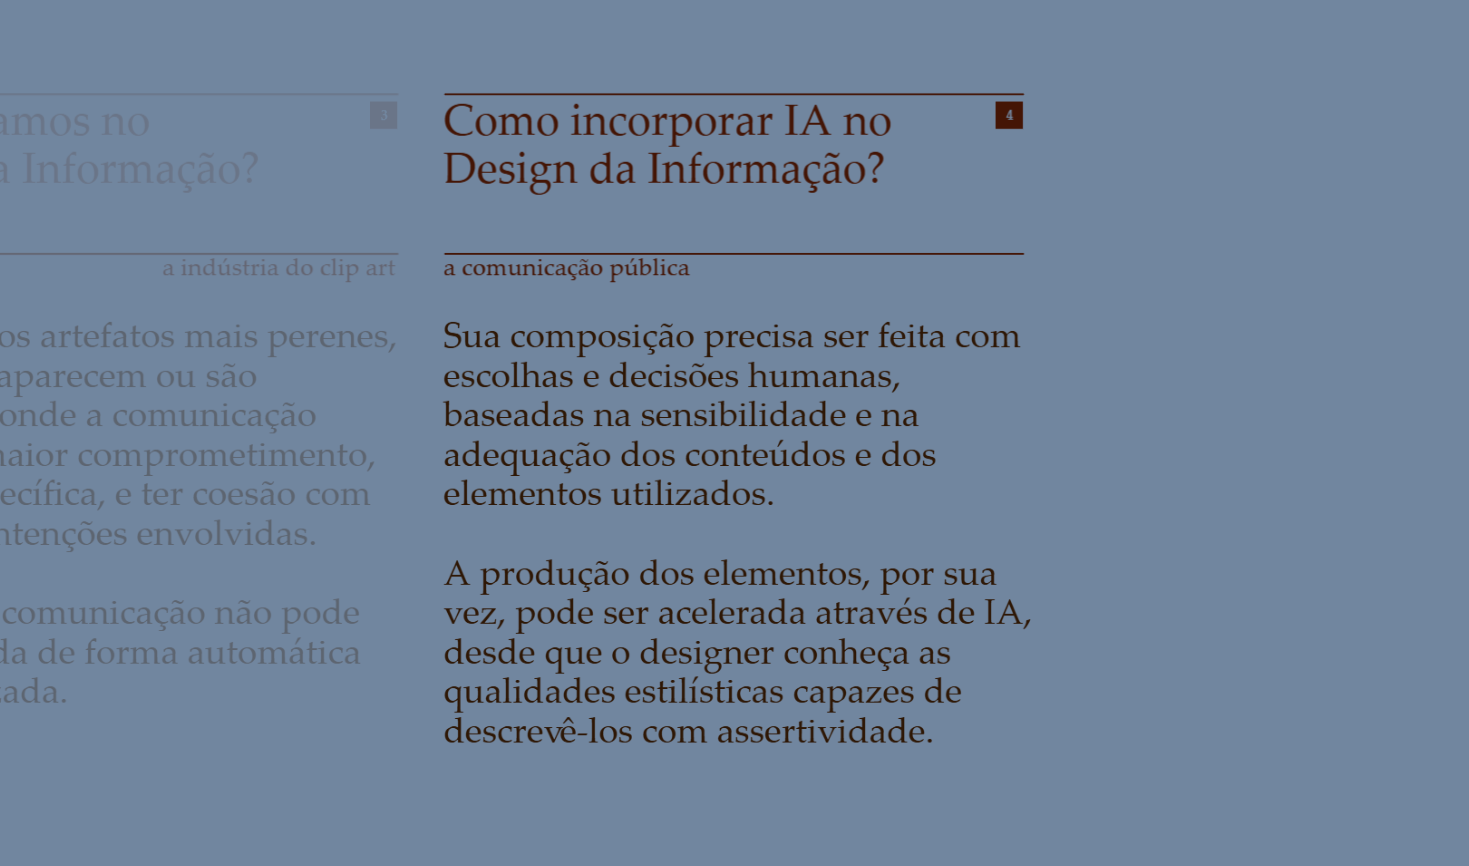 amos no
a Informação?
3
a indústria do clip art
os artefatos mais perenes,
aparecem ou são
onde a comunicação
maior comprometimento,
ecífica, e ter coesão com
ntenções envolvidas.
comunicação não pode
da de forma automática
zada.
Como incorporar IA no
Design da Informação?
4
a comunicação pública
Sua composição precisa ser feita com
escolhas e decisões humanas,
baseadas na sensibilidade e na
adequação dos conteúdos e dos
elementos utilizados.
A produção dos elementos, por sua
vez, pode ser acelerada através de IA,
desde que o designer conheça as
qualidades estilísticas capazes de
descrevê-los com assertividade.